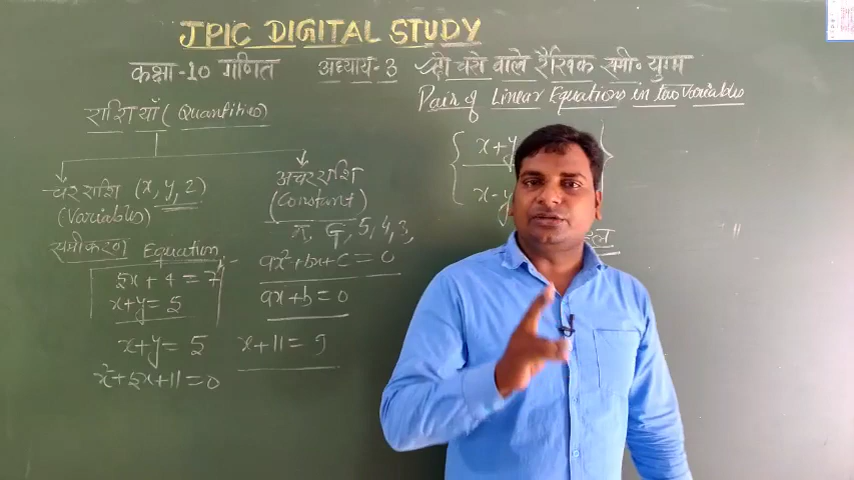 JPIC DIGITAL STUDY
कक्षा-10 गणित अध्याय-3 दो चरों वाले रैखिक समी० युग्म
Pair of Linear Equations in two variables
राशियाँ (Quantities)
चर राशि (x, y, z)
(Variables)
अचर राशि
(Constant)
π, G, 5, 4, 3,
समीकरण Equation :-
5x + 4 = 7
x+y = 5
x+y = 5
x²+5x+11=0
ax²+bx+c = 0
ax+b = 0
x+11 = 9
x+y
x-y
हल